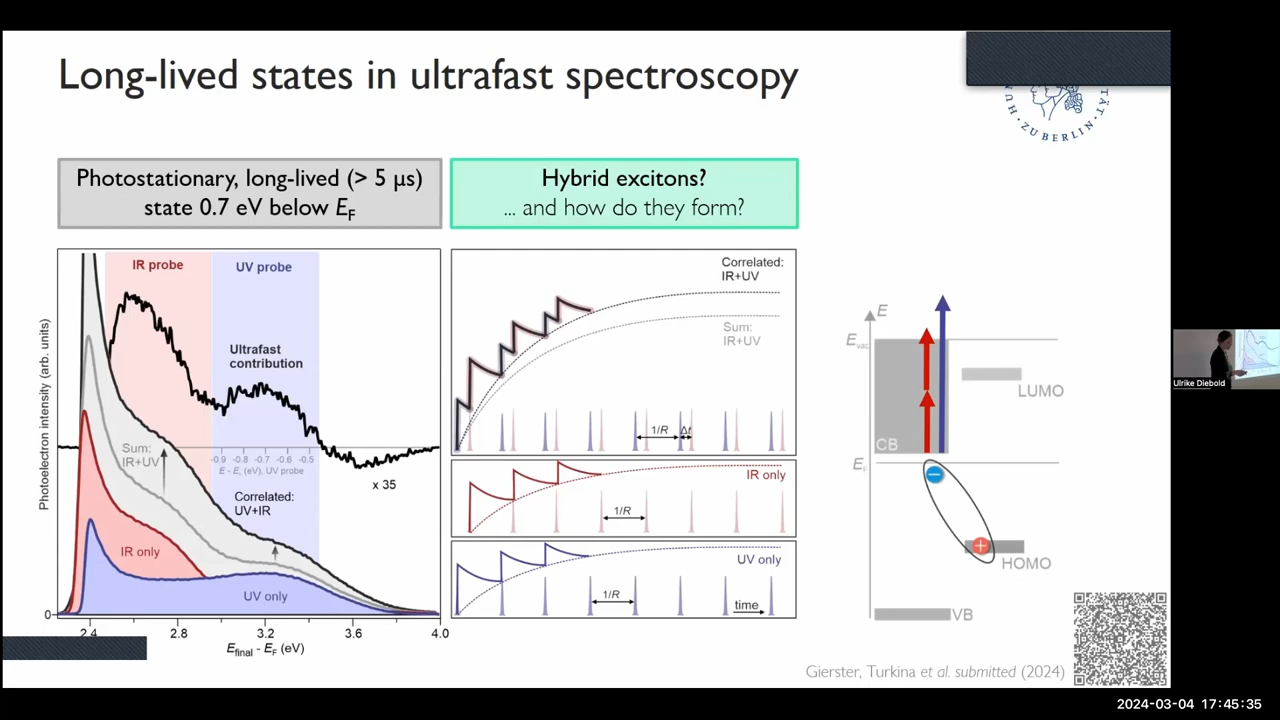 Long-lived states in ultrafast spectroscopy
HUM · ZU BERLIN · TÄT
Photostationary, long-lived (> 5 μs)
state 0.7 eV below EF
Hybrid excitons?
... and how do they form?
IR probe
UV probe
Ultrafast
contribution
Sum:
IR+UV
-0.9 -0.8 -0.7 -0.6 -0.5
E - EF (eV), UV probe
x 35
Correlated:
UV+IR
IR only
UV only
Photoelectron intensity (arb. units)
0
2.4 2.8 3.2 3.6 4.0
Efinal - EF (eV)
Correlated:
IR+UV
Sum:
IR+UV
1/R
Δt
IR only
1/R
UV only
1/R
time
E
Evac
LUMO
CB
EF
−
+
HOMO
VB
Gierster, Turkina et al. submitted (2024)
Ulrike Diebold
2024-03-04 17:45:35